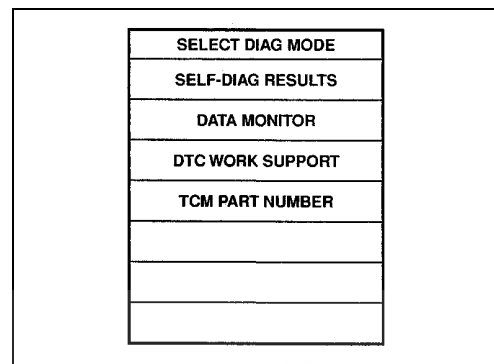 SELECT DIAG MODE
SELF-DIAG RESULTS
DATA MONITOR
DTC WORK SUPPORT
TCM PART NUMBER